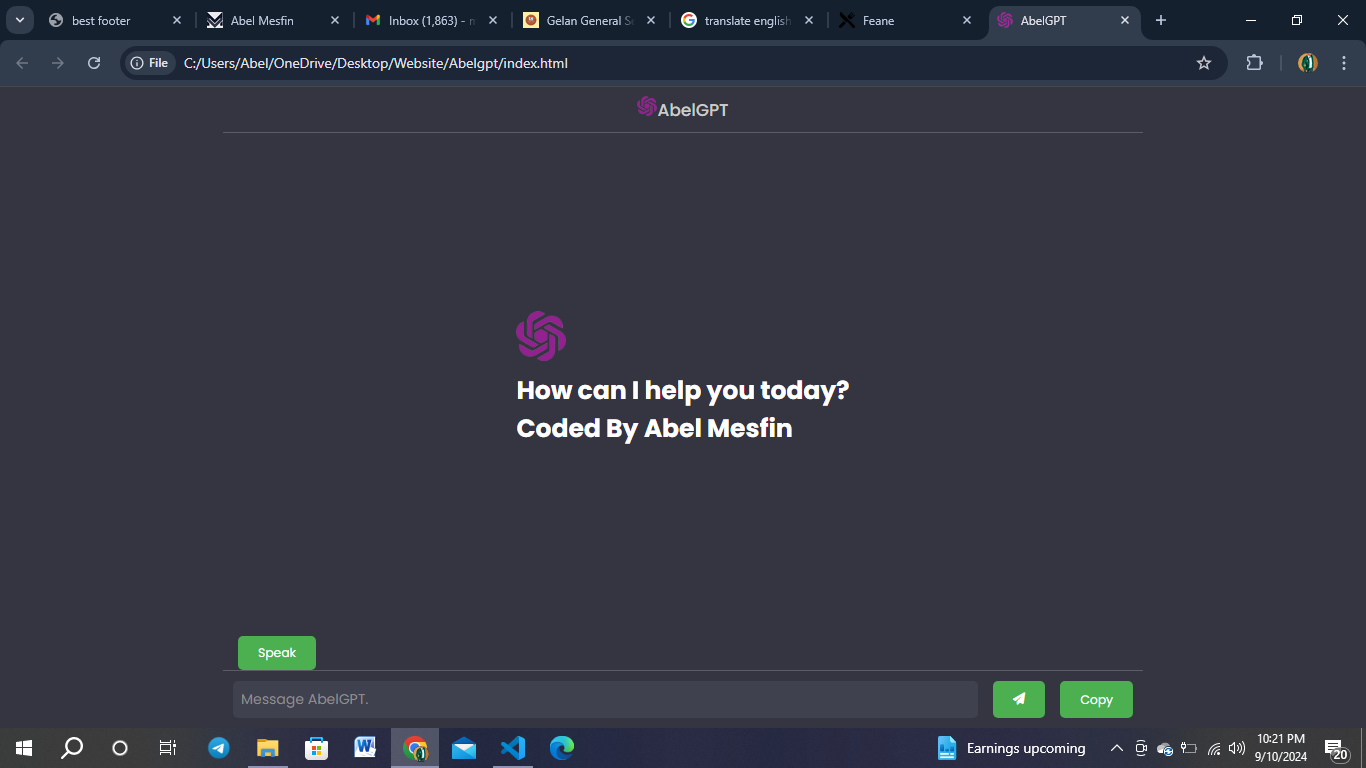 best footer
Abel Mesfin
Inbox (1,863) - m
Gelan General Se
translate english
Feane
AbelGPT
File
C:/Users/Abel/OneDrive/Desktop/Website/Abelgpt/index.html
AbelGPT
How can I help you today?
Coded By Abel Mesfin
Speak
Message AbelGPT.
Copy
Earnings upcoming
10:21 PM
9/10/2024
20